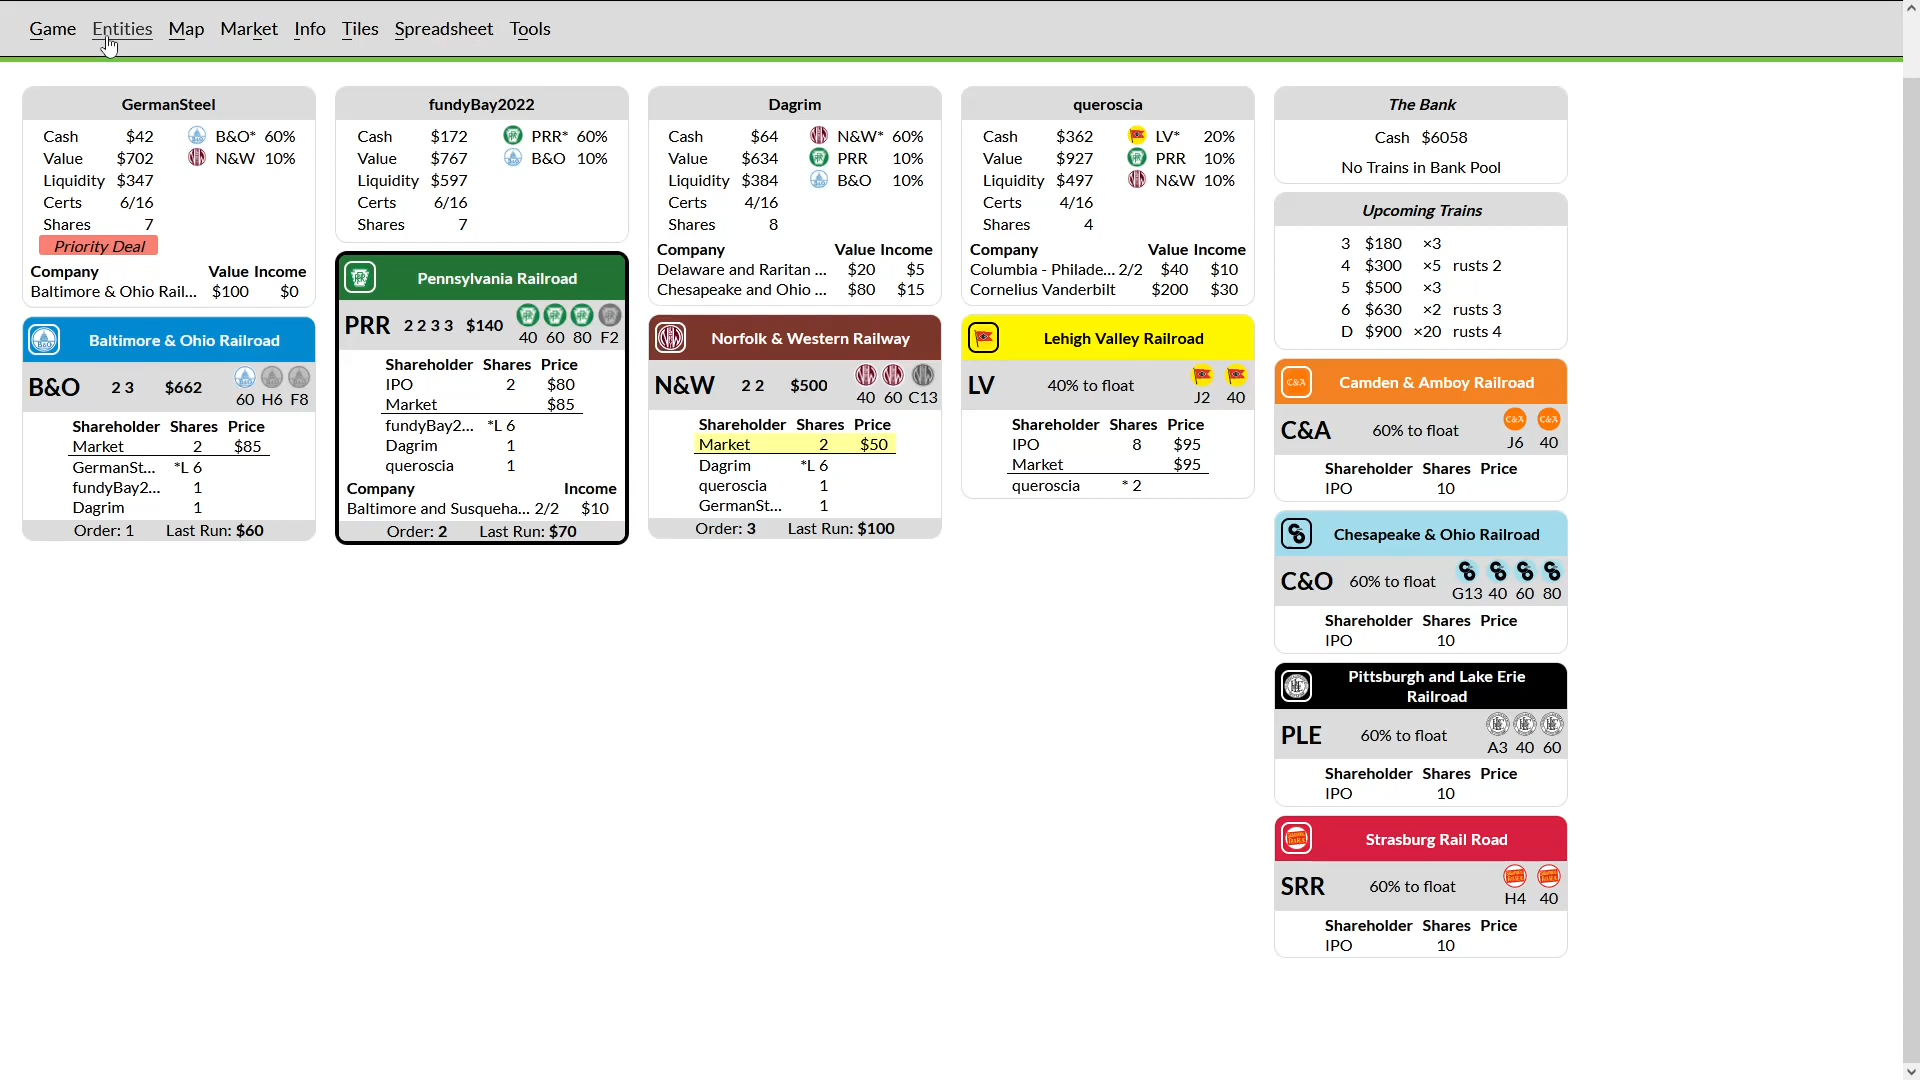 Game Entities Map Market Info Tiles Spreadsheet Tools
GermanSteel
Cash $42 B&O* 60%
Value $702 N&W 10%
Liquidity $347
Certs 6/16
Shares 7
Priority Deal
Company Value Income
Baltimore & Ohio Rail... $100 $0
Baltimore & Ohio Railroad
B&O 2 3 $662
60 H6 F8
Shareholder Shares Price
Market 2 $85
GermanSt... *L 6
fundyBay2... 1
Dagrim 1
Order: 1 Last Run: $60
fundyBay2022
Cash $172 PRR* 60%
Value $767 B&O 10%
Liquidity $597
Certs 6/16
Shares 7
Pennsylvania Railroad
PRR 2 2 3 3 $140
40 60 80 F2
Shareholder Shares Price
IPO 2 $80
Market $85
fundyBay2... *L 6
Dagrim 1
queroscia 1
Company Income
Baltimore and Susqueha... 2/2 $10
Order: 2 Last Run: $70
Dagrim
Cash $64 N&W* 60%
Value $634 PRR 10%
Liquidity $384 B&O 10%
Certs 4/16
Shares 8
Company Value Income
Delaware and Raritan ... $20 $5
Chesapeake and Ohio ... $80 $15
Norfolk & Western Railway
N&W 2 2 $500
40 60 C13
Shareholder Shares Price
Market 2 $50
Dagrim *L 6
queroscia 1
GermanSt... 1
Order: 3 Last Run: $100
queroscia
Cash $362 LV* 20%
Value $927 PRR 10%
Liquidity $497 N&W 10%
Certs 4/16
Shares 4
Company Value Income
Columbia - Philade... 2/2 $40 $10
Cornelius Vanderbilt $200 $30
Lehigh Valley Railroad
LV 40% to float
J2 40
Shareholder Shares Price
IPO 8 $95
Market $95
queroscia * 2
The Bank
Cash $6058
No Trains in Bank Pool
Upcoming Trains
3 $180 ×3
4 $300 ×5 rusts 2
5 $500 ×3
6 $630 ×2 rusts 3
D $900 ×20 rusts 4
Camden & Amboy Railroad
C&A 60% to float
J6 40
Shareholder Shares Price
IPO 10
Chesapeake & Ohio Railroad
C&O 60% to float
G13 40 60 80
Shareholder Shares Price
IPO 10
Pittsburgh and Lake Erie
Railroad
PLE 60% to float
A3 40 60
Shareholder Shares Price
IPO 10
Strasburg Rail Road
SRR 60% to float
H4 40
Shareholder Shares Price
IPO 10